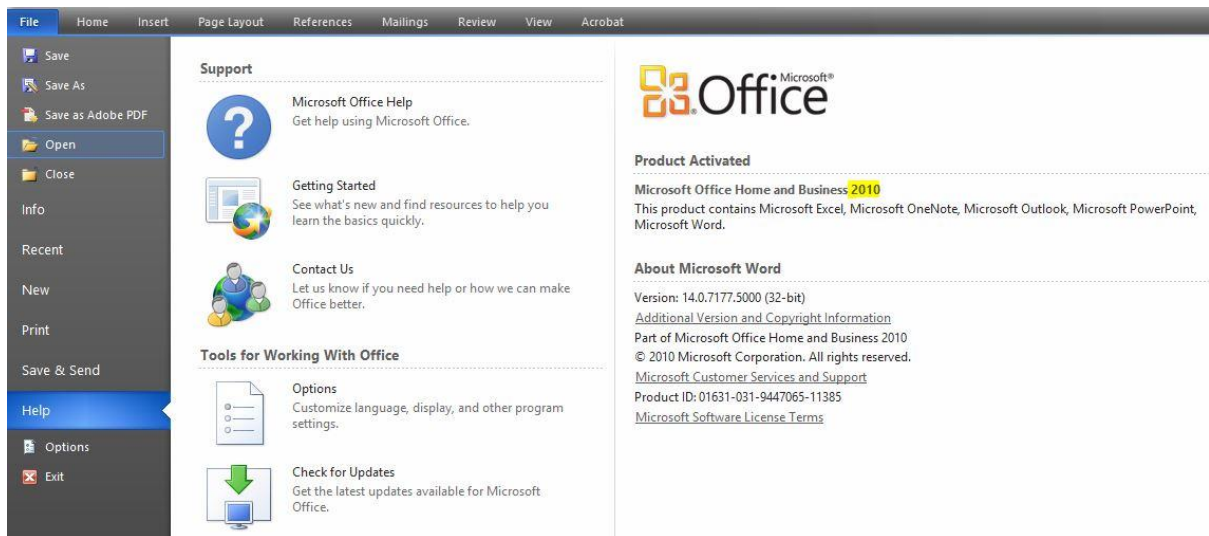 File Home Insert Page Layout References Mailings Review View Acrobat
Save
Save As
Save as Adobe PDF
Open
Close
Info
Recent
New
Print
Save & Send
Help
Options
Exit
Support
Microsoft Office Help
Get help using Microsoft Office.
Getting Started
See what's new and find resources to help you
learn the basics quickly.
Contact Us
Let us know if you need help or how we can make
Office better.
Tools for Working With Office
Options
Customize language, display, and other program
settings.
Check for Updates
Get the latest updates available for Microsoft
Office.
Microsoft®
Office
Product Activated
Microsoft Office Home and Business 2010
This product contains Microsoft Excel, Microsoft OneNote, Microsoft Outlook, Microsoft PowerPoint,
Microsoft Word.
About Microsoft Word
Version: 14.0.7177.5000 (32-bit)
Additional Version and Copyright Information
Part of Microsoft Office Home and Business 2010
© 2010 Microsoft Corporation. All rights reserved.
Microsoft Customer Services and Support
Product ID: 01631-031-9447065-11385
Microsoft Software License Terms